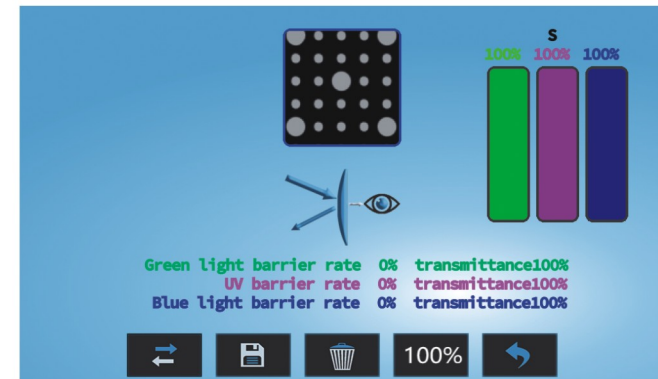 S
100% 100% 100%
Green light barrier rate 0% transmittance100%
UV barrier rate 0% transmittance100%
Blue light barrier rate 0% transmittance100%
100%